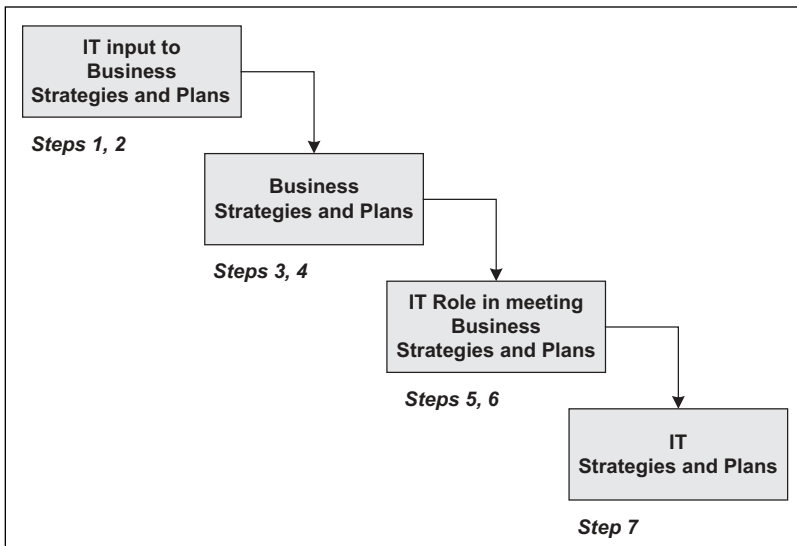 IT input to
Business
Strategies and Plans
Steps 1, 2
Business
Strategies and Plans
Steps 3, 4
IT Role in meeting
Business
Strategies and Plans
Steps 5, 6
IT
Strategies and Plans
Step 7